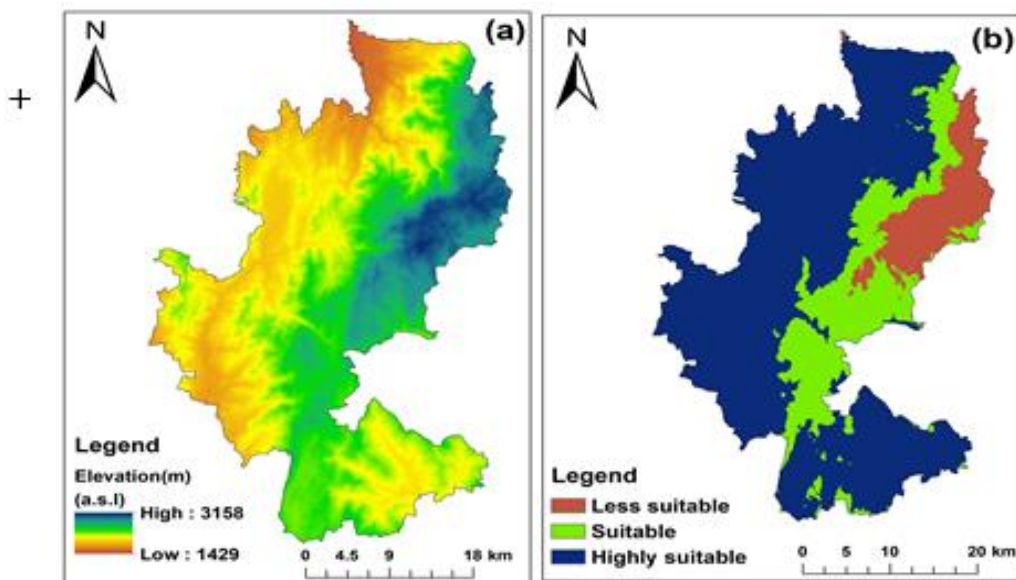 +
N
(a)
Legend
Elevation(m)
(a.s.l)
High : 3158
Low : 1429
0 4.5 9 18 km
N
(b)
Legend
Less suitable
Suitable
Highly suitable
0 5 10 20 km